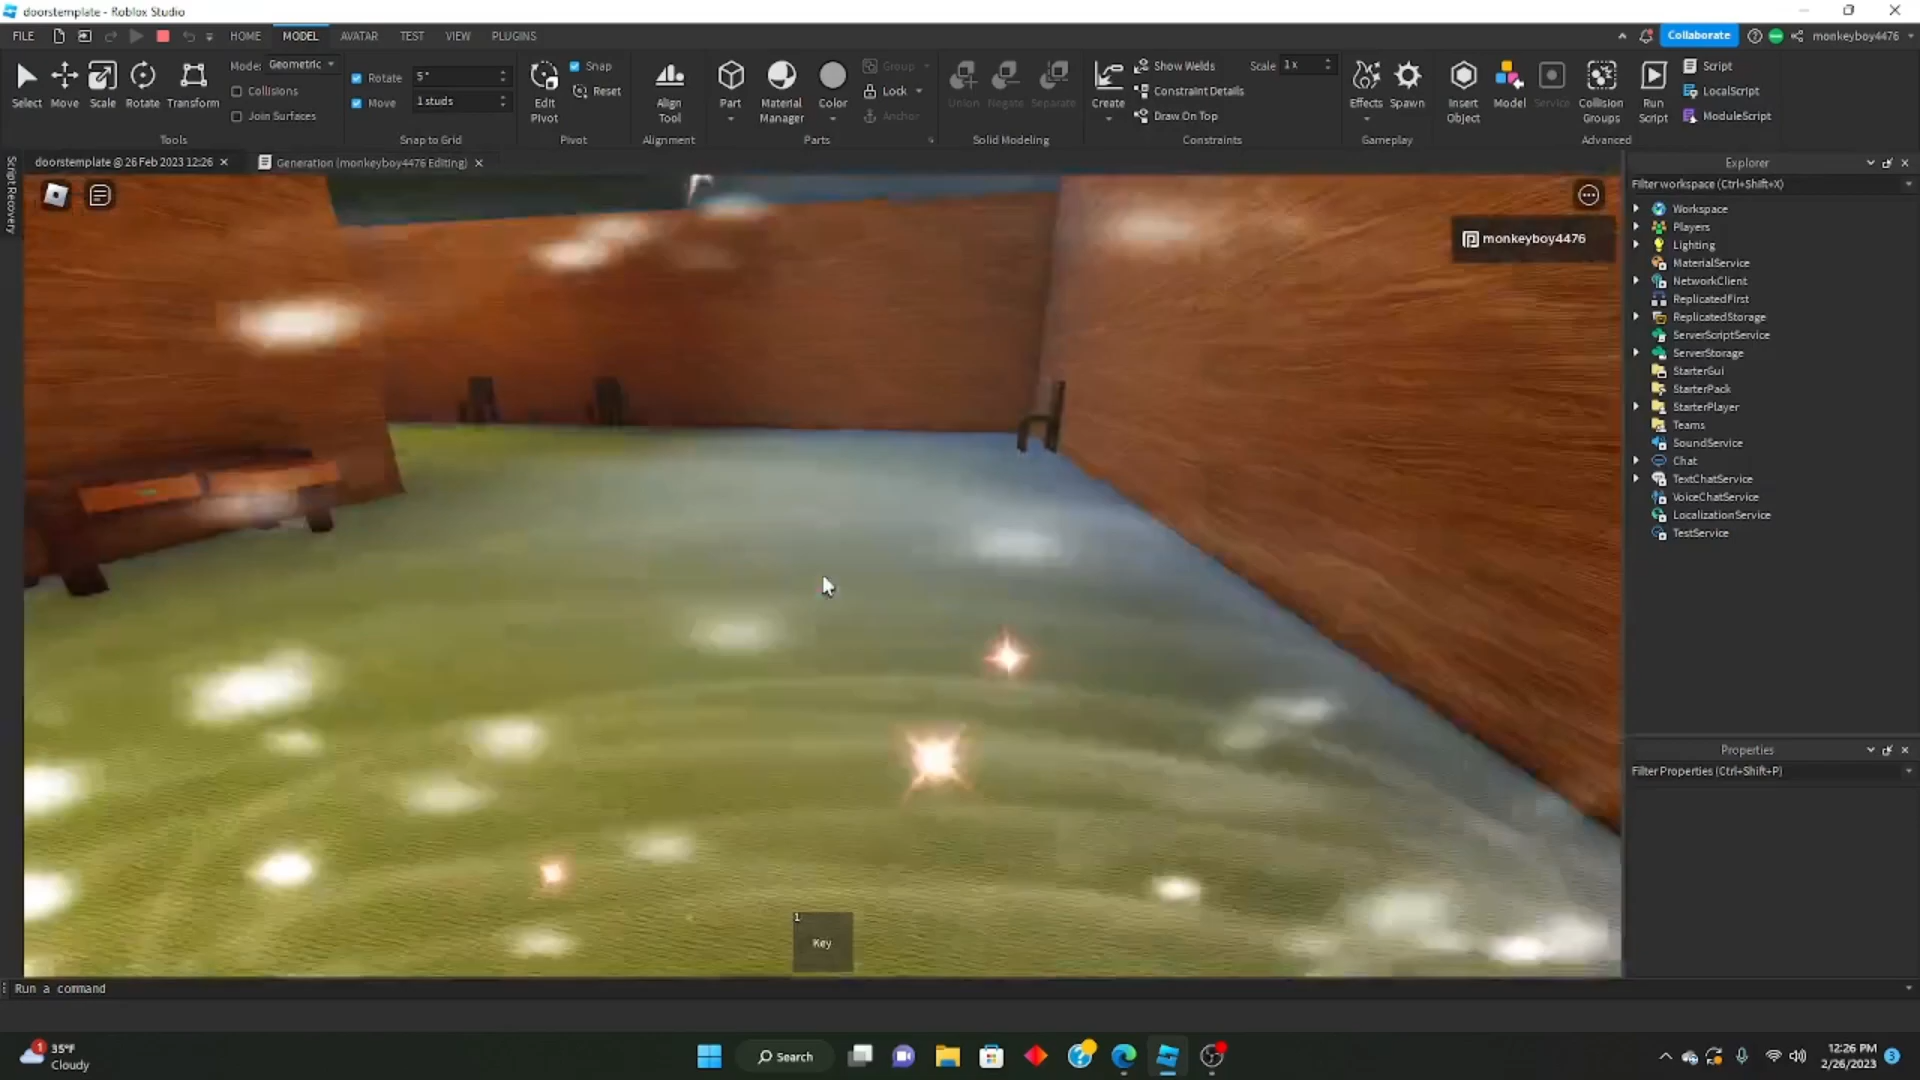 doorstemplate - Roblox Studio
FILE HOME MODEL AVATAR TEST VIEW PLUGINS Collaborate monkeyboy4476
Select Move Scale Rotate Transform
Mode: Geometric
Collisions
Join Surfaces
Tools
Rotate 5°
Move 1 studs
Snap to Grid
Edit Pivot
Snap
Reset
Pivot
Align Tool
Alignment
Part
Material Manager
Color
Group
Lock
Anchor
Parts
Union Negate Separate
Solid Modeling
Create
Show Welds
Constraint Details
Draw On Top
Scale 1 x
Constraints
Effects Spawn
Gameplay
Insert Object
Model
Service
Collision Groups
Run Script
Script
LocalScript
ModuleScript
Advanced
Script Recovery
doorstemplate @ 26 Feb 2023 12:26
Generation (monkeyboy4476 Editing)
monkeyboy4476
1
Key
Explorer
Filter workspace (Ctrl+Shift+X)
Workspace
Players
Lighting
MaterialService
NetworkClient
ReplicatedFirst
ReplicatedStorage
ServerScriptService
ServerStorage
StarterGui
StarterPack
StarterPlayer
Teams
SoundService
Chat
TextChatService
VoiceChatService
LocalizationService
TestService
Properties
Filter Properties (Ctrl+Shift+P)
Run a command
1
35°F
Cloudy
Search
12:26 PM
2/26/2023
3